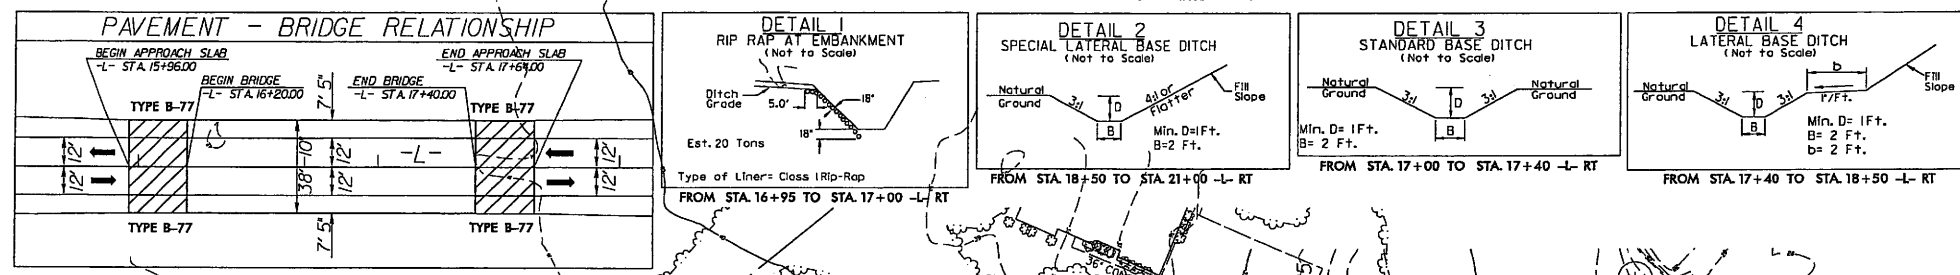 PAVEMENT - BRIDGE RELATIONSHIP
BEGIN APPROACH SLAB
-L- STA. 15+96.00
END APPROACH SLAB
-L- STA. 17+64.00
BEGIN BRIDGE
-L- STA. 16+20.00
END BRIDGE
-L- STA. 17+40.00
TYPE B-77
7' 5"
TYPE B-77
12'
12'
38'-10"
12'
12'
-L-
12'
12'
TYPE B-77
7' 5"
TYPE B-77
DETAIL 1
RIP RAP AT EMBANKMENT
(Not to Scale)
Ditch
Grade
5.0'
18"
18"
Est. 20 Tons
Type of Liner= Class I Rip-Rap
FROM STA. 16+95 TO STA. 17+00 -L- RT
DETAIL 2
SPECIAL LATERAL BASE DITCH
(Not to Scale)
Natural
Ground
3:1
D
B
4:1 or
Flatter
Fill
Slope
Min. D= 1 Ft.
B= 2 Ft.
FROM STA. 18+50 TO STA. 21+00 -L- RT
DETAIL 3
STANDARD BASE DITCH
(Not to Scale)
Natural
Ground
3:1
D
3:1
B
Natural
Ground
Min. D= 1 Ft.
B= 2 Ft.
FROM STA. 17+00 TO STA. 17+40 -L- RT
DETAIL 4
LATERAL BASE DITCH
(Not to Scale)
Natural
Ground
3:1
D
3:1
B
b
1"/Ft.
Fill
Slope
Min. D= 1 Ft.
B= 2 Ft.
b= 2 Ft.
FROM STA. 17+40 TO STA. 18+50 -L- RT
36" CONC